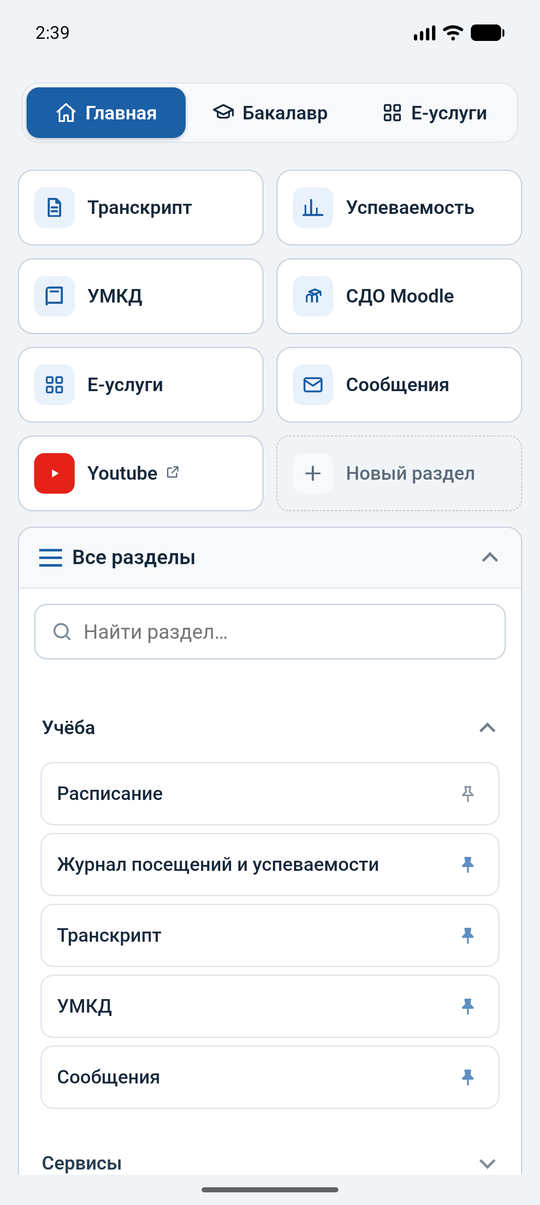 2:39
Главная
Бакалавр
Е-услуги
Транскрипт
Успеваемость
УМКД
СДО Moodle
Е-услуги
Сообщения
Youtube
Новый раздел
Все разделы
Найти раздел...
Учёба
Расписание
Журнал посещений и успеваемости
Транскрипт
УМКД
Сообщения
Сервисы